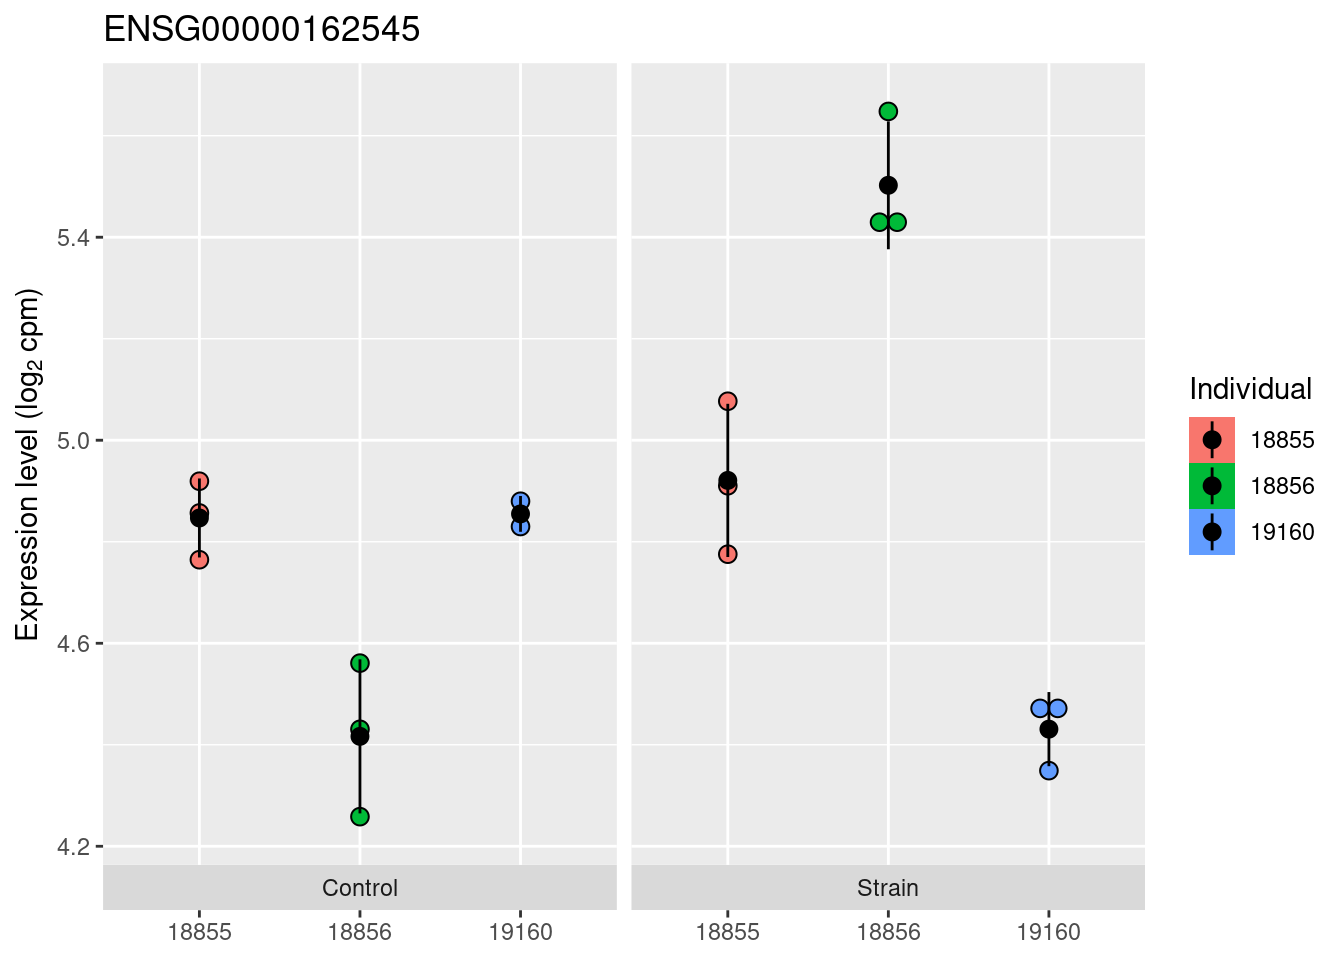 ENSG00000162545
Expression level (log₂ cpm)
5.4
5.0
4.6
4.2
Control
Strain
18855
18856
19160
18855
18856
19160
Individual
18855
18856
19160